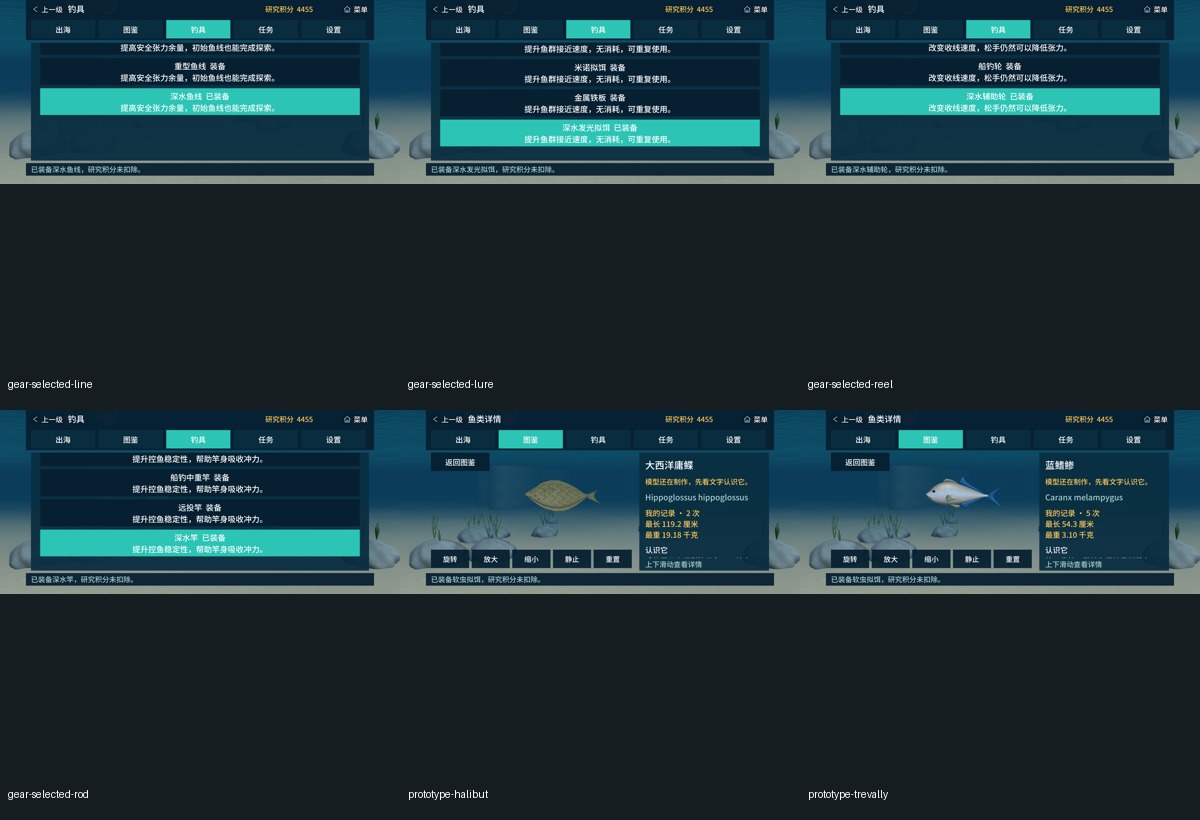 < 上一级 钓具 研究积分 4455 菜单
出海 图鉴 钓具 任务 设置
提高安全张力余量，初始鱼线也能完成探索。
重型鱼线 装备
提高安全张力余量，初始鱼线也能完成探索。
深水鱼线 已装备
提高安全张力余量，初始鱼线也能完成探索。
已装备深水鱼线，研究积分未扣除。
gear-selected-line
< 上一级 钓具 研究积分 4455 菜单
出海 图鉴 钓具 任务 设置
提升鱼群接近速度，无消耗，可重复使用。
米诺拟饵 装备
提升鱼群接近速度，无消耗，可重复使用。
金属铁板 装备
提升鱼群接近速度，无消耗，可重复使用。
深水发光拟饵 已装备
提升鱼群接近速度，无消耗，可重复使用。
已装备深水发光拟饵，研究积分未扣除。
gear-selected-lure
< 上一级 钓具 研究积分 4455 菜单
出海 图鉴 钓具 任务 设置
改变收线速度，松手仍然可以降低张力。
船钓轮 装备
改变收线速度，松手仍然可以降低张力。
深水辅助轮 已装备
改变收线速度，松手仍然可以降低张力。
已装备深水辅助轮，研究积分未扣除。
gear-selected-reel
< 上一级 钓具 研究积分 4455 菜单
出海 图鉴 钓具 任务 设置
提升控鱼稳定性，帮助竿身吸收冲力。
船钓中重竿 装备
提升控鱼稳定性，帮助竿身吸收冲力。
远投竿 装备
提升控鱼稳定性，帮助竿身吸收冲力。
深水竿 已装备
提升控鱼稳定性，帮助竿身吸收冲力。
已装备深水竿，研究积分未扣除。
gear-selected-rod
< 上一级 鱼类详情 研究积分 4455 菜单
出海 图鉴 钓具 任务 设置
返回图鉴
大西洋庸鲽
模型还在制作，先看文字认识它。
Hippoglossus hippoglossus
我的记录 · 2 次
最长 119.2 厘米
最重 19.18 千克
认识它
上下滑动查看详情
旋转 放大 缩小 静止 重置
已装备软虫拟饵，研究积分未扣除。
prototype-halibut
< 上一级 鱼类详情 研究积分 4455 菜单
出海 图鉴 钓具 任务 设置
返回图鉴
蓝鳍鲹
模型还在制作，先看文字认识它。
Caranx melampygus
我的记录 · 5 次
最长 54.3 厘米
最重 3.10 千克
认识它
上下滑动查看详情
旋转 放大 缩小 静止 重置
已装备软虫拟饵，研究积分未扣除。
prototype-trevally